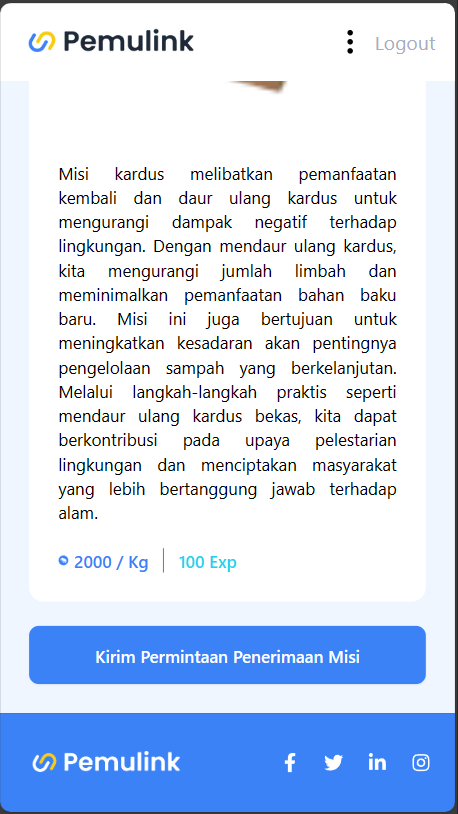 Pemulink
Logout
Misi kardus melibatkan pemanfaatan
kembali dan daur ulang kardus untuk
mengurangi dampak negatif terhadap
lingkungan. Dengan mendaur ulang kardus,
kita mengurangi jumlah limbah dan
meminimalkan pemanfaatan bahan baku
baru. Misi ini juga bertujuan untuk
meningkatkan kesadaran akan pentingnya
pengelolaan sampah yang berkelanjutan.
Melalui langkah-langkah praktis seperti
mendaur ulang kardus bekas, kita dapat
berkontribusi pada upaya pelestarian
lingkungan dan menciptakan masyarakat
yang lebih bertanggung jawab terhadap
alam.
2000 / Kg
100 Exp
Kirim Permintaan Penerimaan Misi
Pemulink